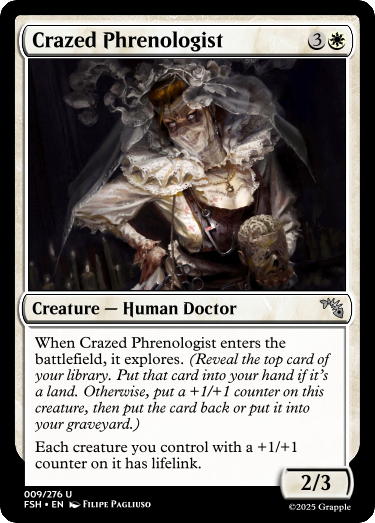 Crazed Phrenologist 3
Creature — Human Doctor
When Crazed Phrenologist enters the
battlefield, it explores. (Reveal the top card of
your library. Put that card into your hand if it's
a land. Otherwise, put a +1/+1 counter on this
creature, then put the card back or put it into
your graveyard.)
Each creature you control with a +1/+1
counter on it has lifelink.
2/3
009/276 U
FSH • EN Filipe Pagliuso
©2025 Grapple